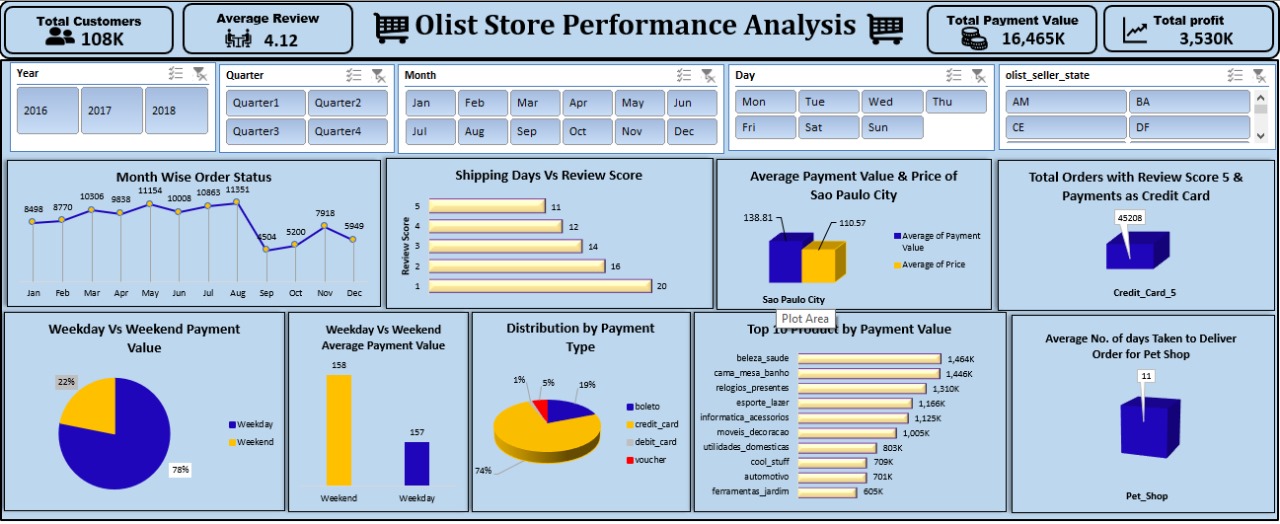 Total Customers
108K
Average Review
4.12
Olist Store Performance Analysis
Total Payment Value
16,465K
Total profit
3,530K
Year
2016 2017 2018
Quarter
Quarter1 Quarter2
Quarter3 Quarter4
Month
Jan Feb Mar Apr May Jun
Jul Aug Sep Oct Nov Dec
Day
Mon Tue Wed Thu
Fri Sat Sun
olist_seller_state
AM BA
CE DF
Month Wise Order Status
8498 8770 10306 9838 11154 10008 10863 11351 4504 5200 7918 5949
Jan Feb Mar Apr May Jun Jul Aug Sep Oct Nov Dec
Shipping Days Vs Review Score
Review Score
5 11
4 12
3 14
2 16
1 20
Average Payment Value & Price of
Sao Paulo City
138.81 110.57
Average of Payment
Value
Average of Price
Sao Paulo City
Plot Area
Total Orders with Review Score 5 &
Payments as Credit Card
45208
Credit_Card_5
Weekday Vs Weekend Payment
Value
22%
78%
Weekday
Weekend
Weekday Vs Weekend
Average Payment Value
158
157
Weekend Weekday
Distribution by Payment
Type
1% 5% 19%
74%
boleto
credit_card
debit_card
voucher
Top 10 Product by Payment Value
beleza_saude 1,464K
cama_mesa_banho 1,446K
relogios_presentes 1,310K
esporte_lazer 1,166K
informatica_acessorios 1,125K
moveis_decoracao 1,005K
utilidades_domesticas 803K
cool_stuff 709K
automotivo 701K
ferramentas_jardim 605K
Average No. of days Taken to Deliver
Order for Pet Shop
11
Pet_Shop